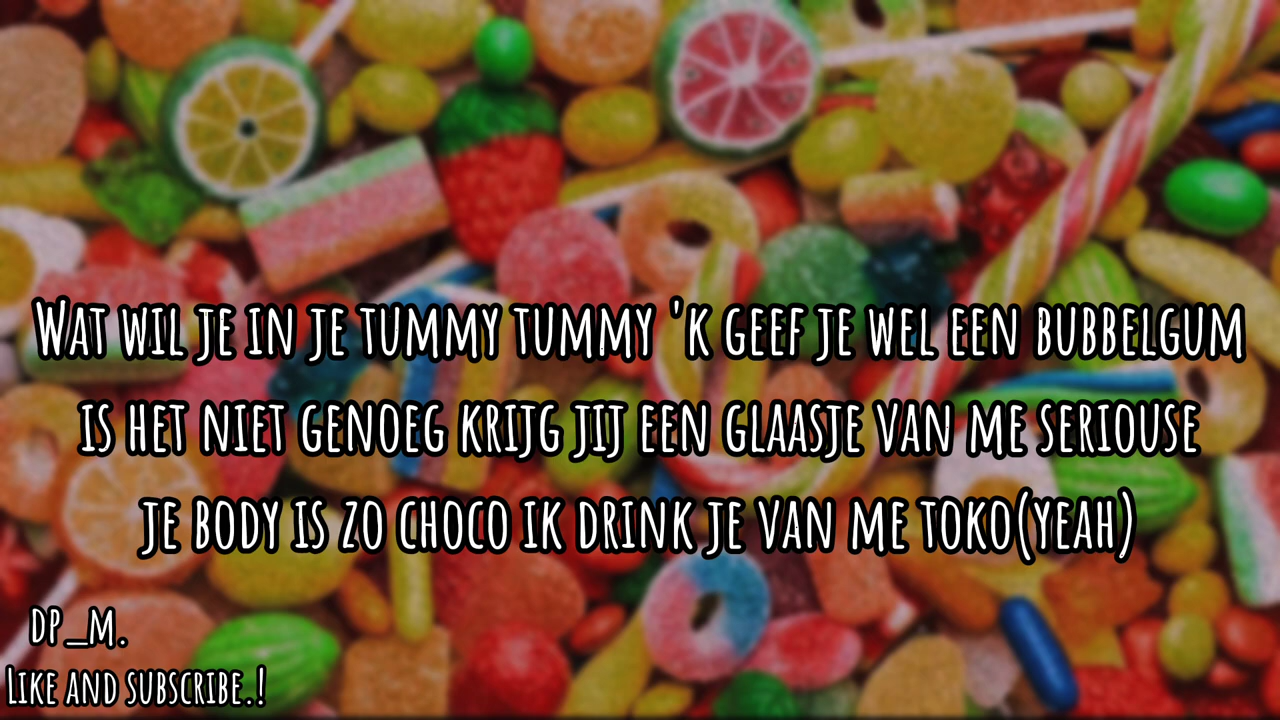 Wat wil je in je tummy tummy 'k geef je wel een bubbelgum
is het niet genoeg krijg jij een glaasje van me seriouse
je body is zo choco ik drink je van me toko(yeah)
dp_m.
Like and subscribe.!